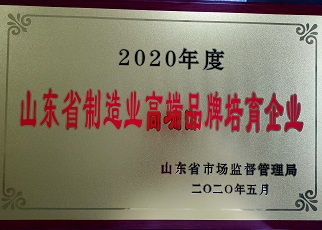 2020年度
山东省制造业高端品牌培育企业
山东省市场监督管理局
二〇二〇年五月